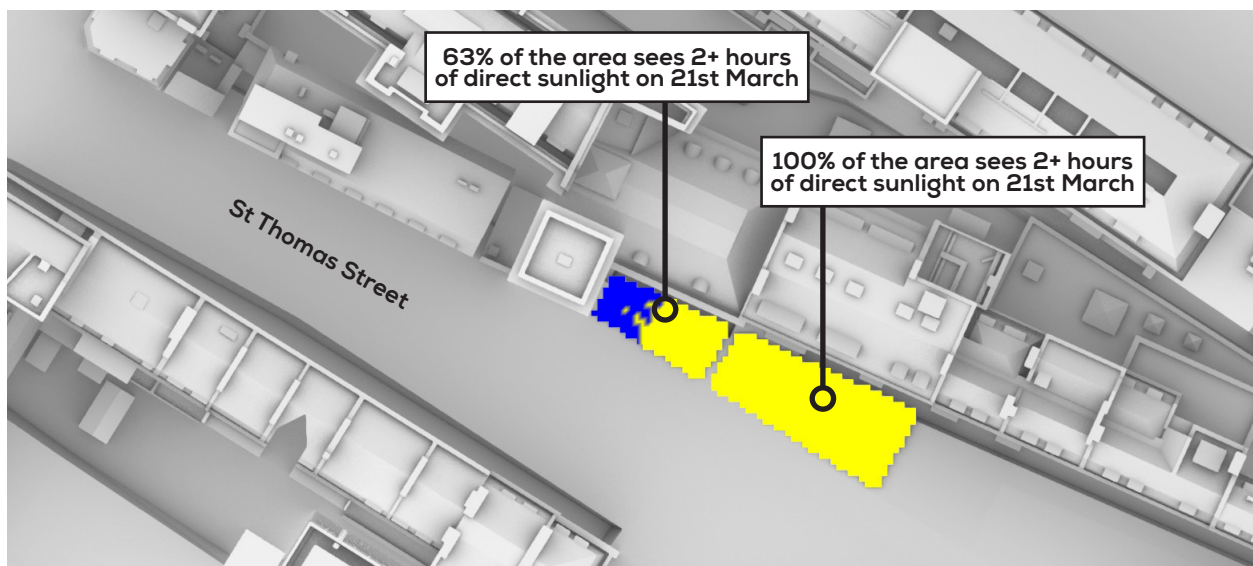 63% of the area sees 2+ hours
of direct sunlight on 21st March
100% of the area sees 2+ hours
of direct sunlight on 21st March
St Thomas Street